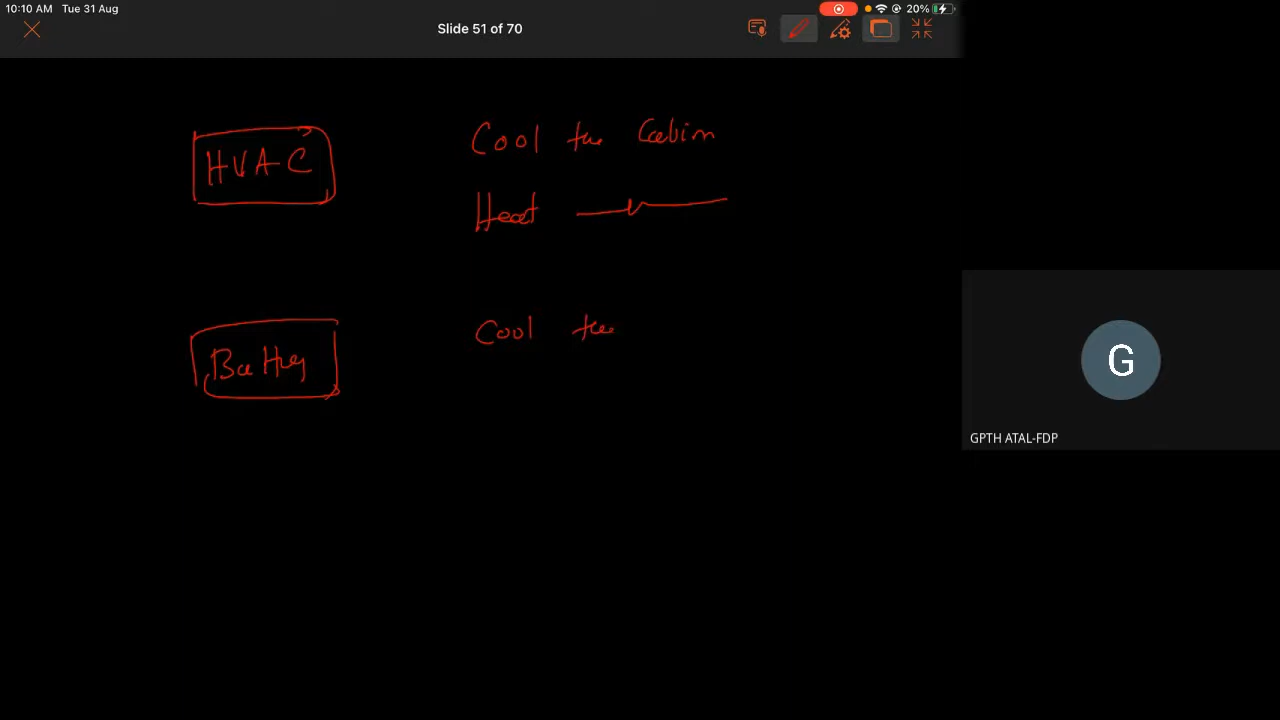 10:10 AM Tue 31 Aug 20%
Slide 51 of 70
HVAC Cool the Cabin
Heat
Battery Cool the
G
GPTH ATAL-FDP